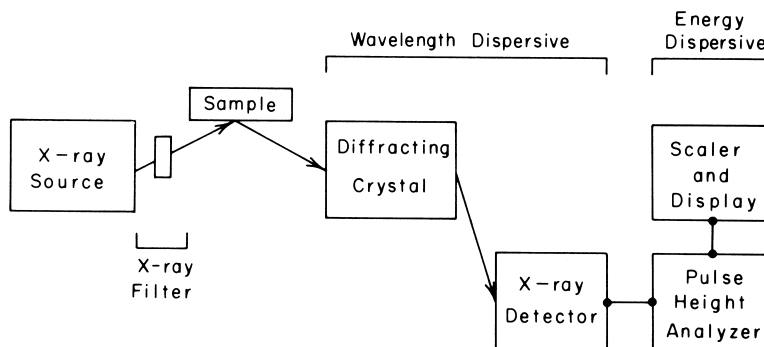 Energy
Dispersive
Wavelength Dispersive
Sample
X-ray
Source
Diffracting
Crystal
Scaler
and
Display
X-ray
Filter
X-ray
Detector
Pulse
Height
Analyzer